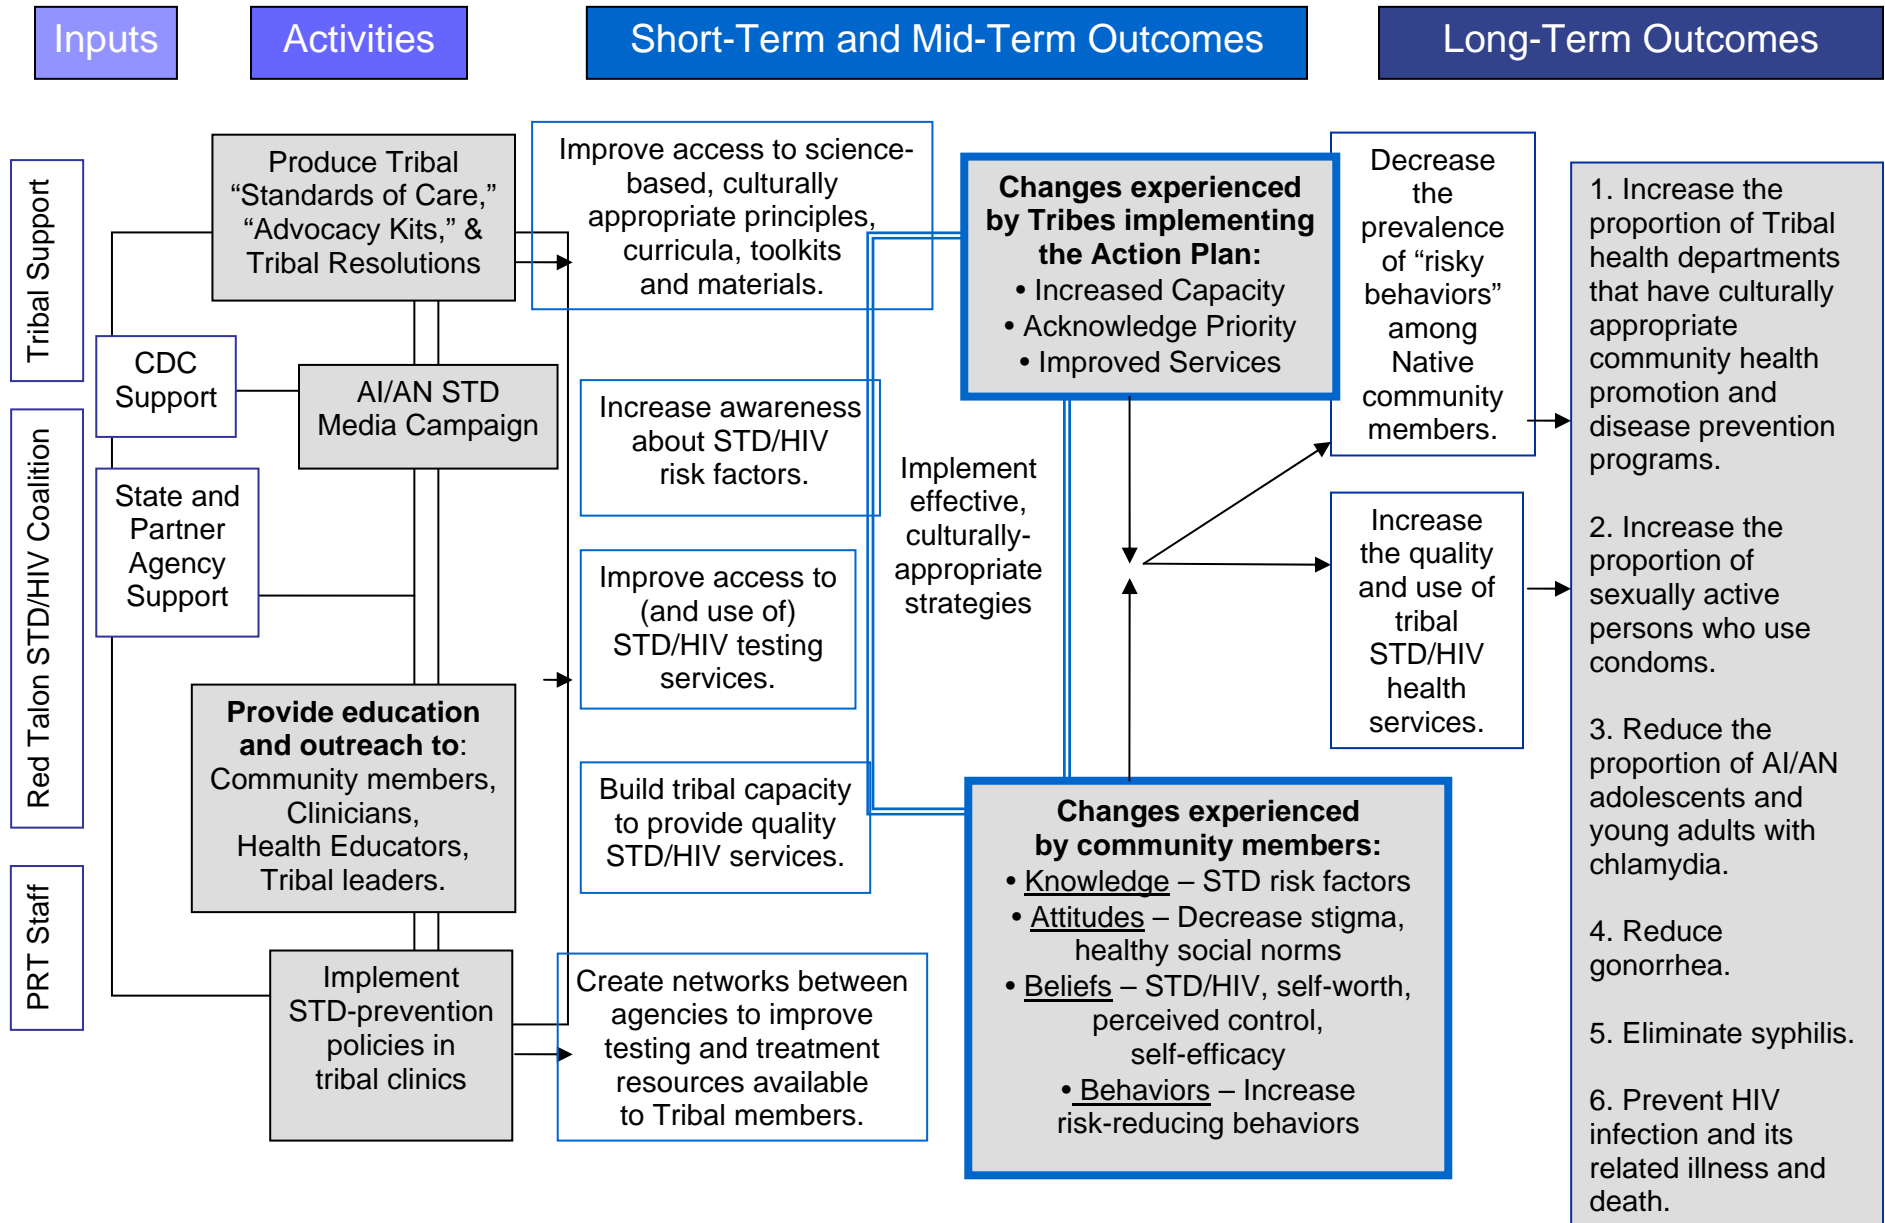 Inputs
Activities
Short-Term and Mid-Term Outcomes
Long-Term Outcomes
Tribal Support
Red Talon STD/HIV Coalition
PRT Staff
CDC
Support
State and
Partner
Agency
Support
Produce Tribal
“Standards of Care,”
“Advocacy Kits,” &
Tribal Resolutions
AI/AN STD
Media Campaign
Provide education
and outreach to:
Community members,
Clinicians,
Health Educators,
Tribal leaders.
Implement
STD-prevention
policies in
tribal clinics
Improve access to science-
based, culturally
appropriate principles,
curricula, toolkits
and materials.
Increase awareness
about STD/HIV
risk factors.
Improve access to
(and use of)
STD/HIV testing
services.
Build tribal capacity
to provide quality
STD/HIV services.
Create networks between
agencies to improve
testing and treatment
resources available
to Tribal members.
Implement
effective,
culturally-
appropriate
strategies
Changes experienced
by Tribes implementing
the Action Plan:
• Increased Capacity
• Acknowledge Priority
• Improved Services
Changes experienced
by community members:
• Knowledge – STD risk factors
• Attitudes – Decrease stigma,
healthy social norms
• Beliefs – STD/HIV, self-worth,
perceived control,
self-efficacy
• Behaviors – Increase
risk-reducing behaviors
Decrease
the
prevalence
of “risky
behaviors”
among
Native
community
members.
Increase
the quality
and use of
tribal
STD/HIV
health
services.
1. Increase the
proportion of Tribal
health departments
that have culturally
appropriate
community health
promotion and
disease prevention
programs.
2. Increase the
proportion of
sexually active
persons who use
condoms.
3. Reduce the
proportion of AI/AN
adolescents and
young adults with
chlamydia.
4. Reduce
gonorrhea.
5. Eliminate syphilis.
6. Prevent HIV
infection and its
related illness and
death.